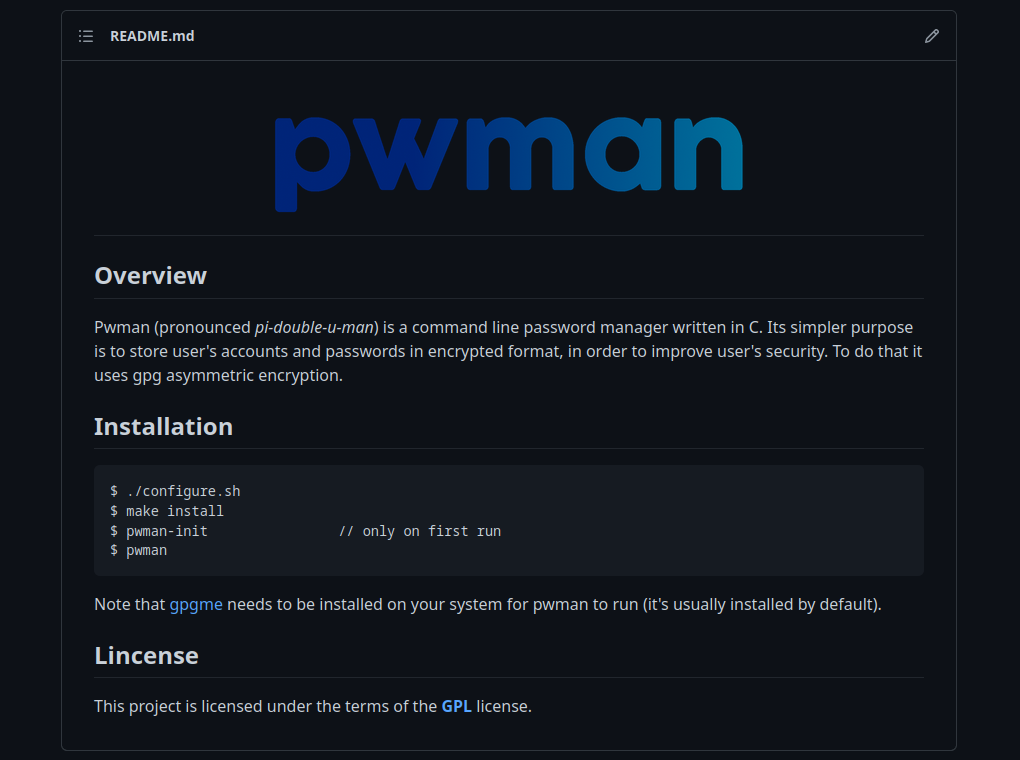 README.md
pwman
Overview
Pwman (pronounced pi-double-u-man) is a command line password manager written in C. Its simpler purpose
is to store user's accounts and passwords in encrypted format, in order to improve user's security. To do that it
uses gpg asymmetric encryption.
Installation
$ ./configure.sh
$ make install
$ pwman-init                // only on first run
$ pwman
Note that gpgme needs to be installed on your system for pwman to run (it's usually installed by default).
Lincense
This project is licensed under the terms of the GPL license.